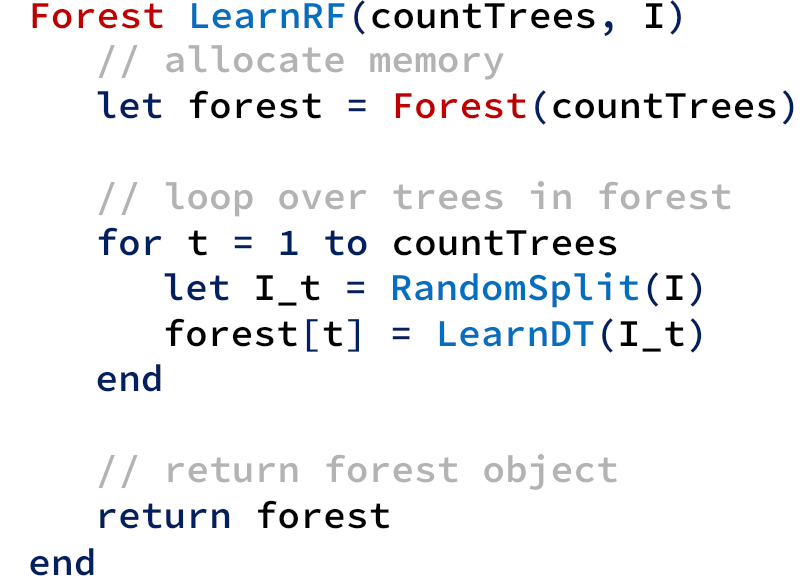 Forest LearnRF(countTrees, I)
// allocate memory
let forest = Forest(countTrees)
// loop over trees in forest
for t = 1 to countTrees
let I_t = RandomSplit(I)
forest[t] = LearnDT(I_t)
end
// return forest object
return forest
end